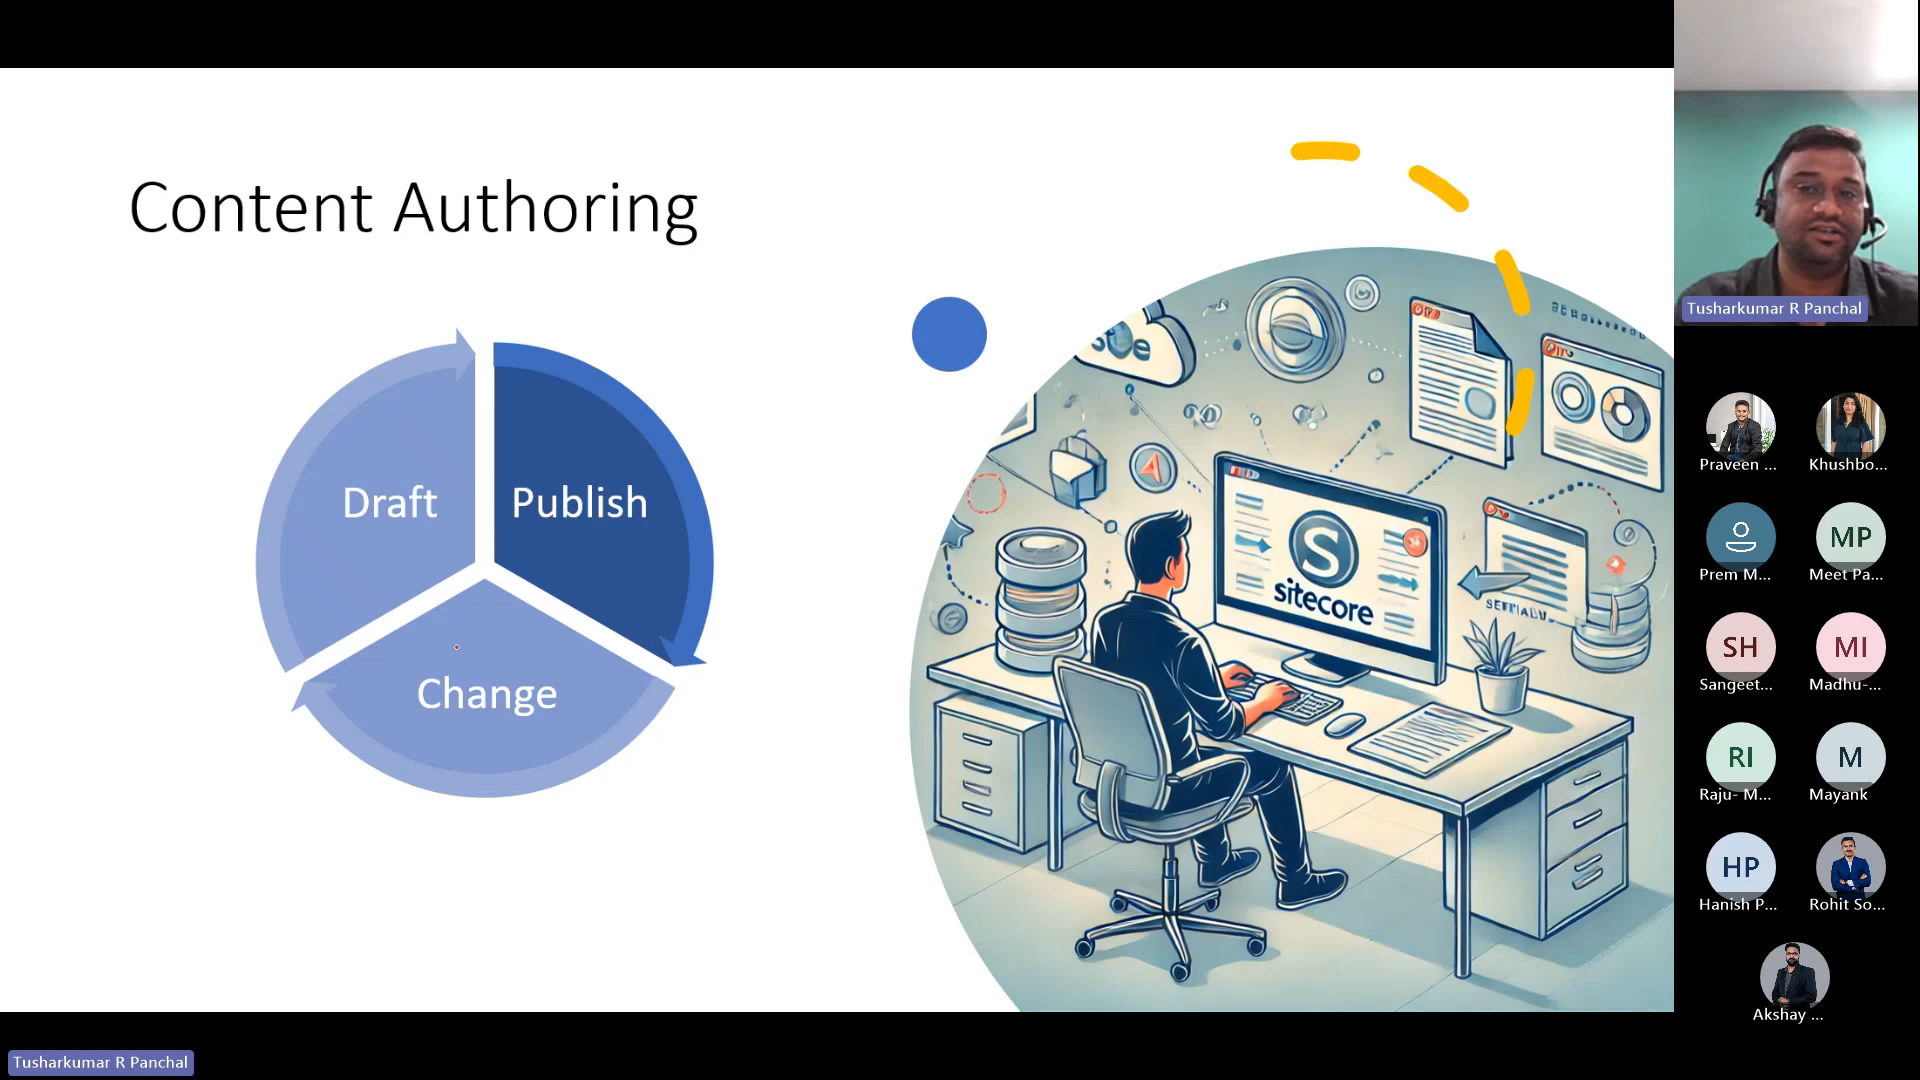 Content Authoring
Draft
Publish
Change
sitecore
Tusharkumar R Panchal
Praveen ...
Khushbo...
Prem M...
MP
Meet Pa...
SH
Sangeet...
MI
Madhu-...
RI
Raju- M...
M
Mayank
HP
Hanish P...
Rohit So...
Akshay ...
Tusharkumar R Panchal